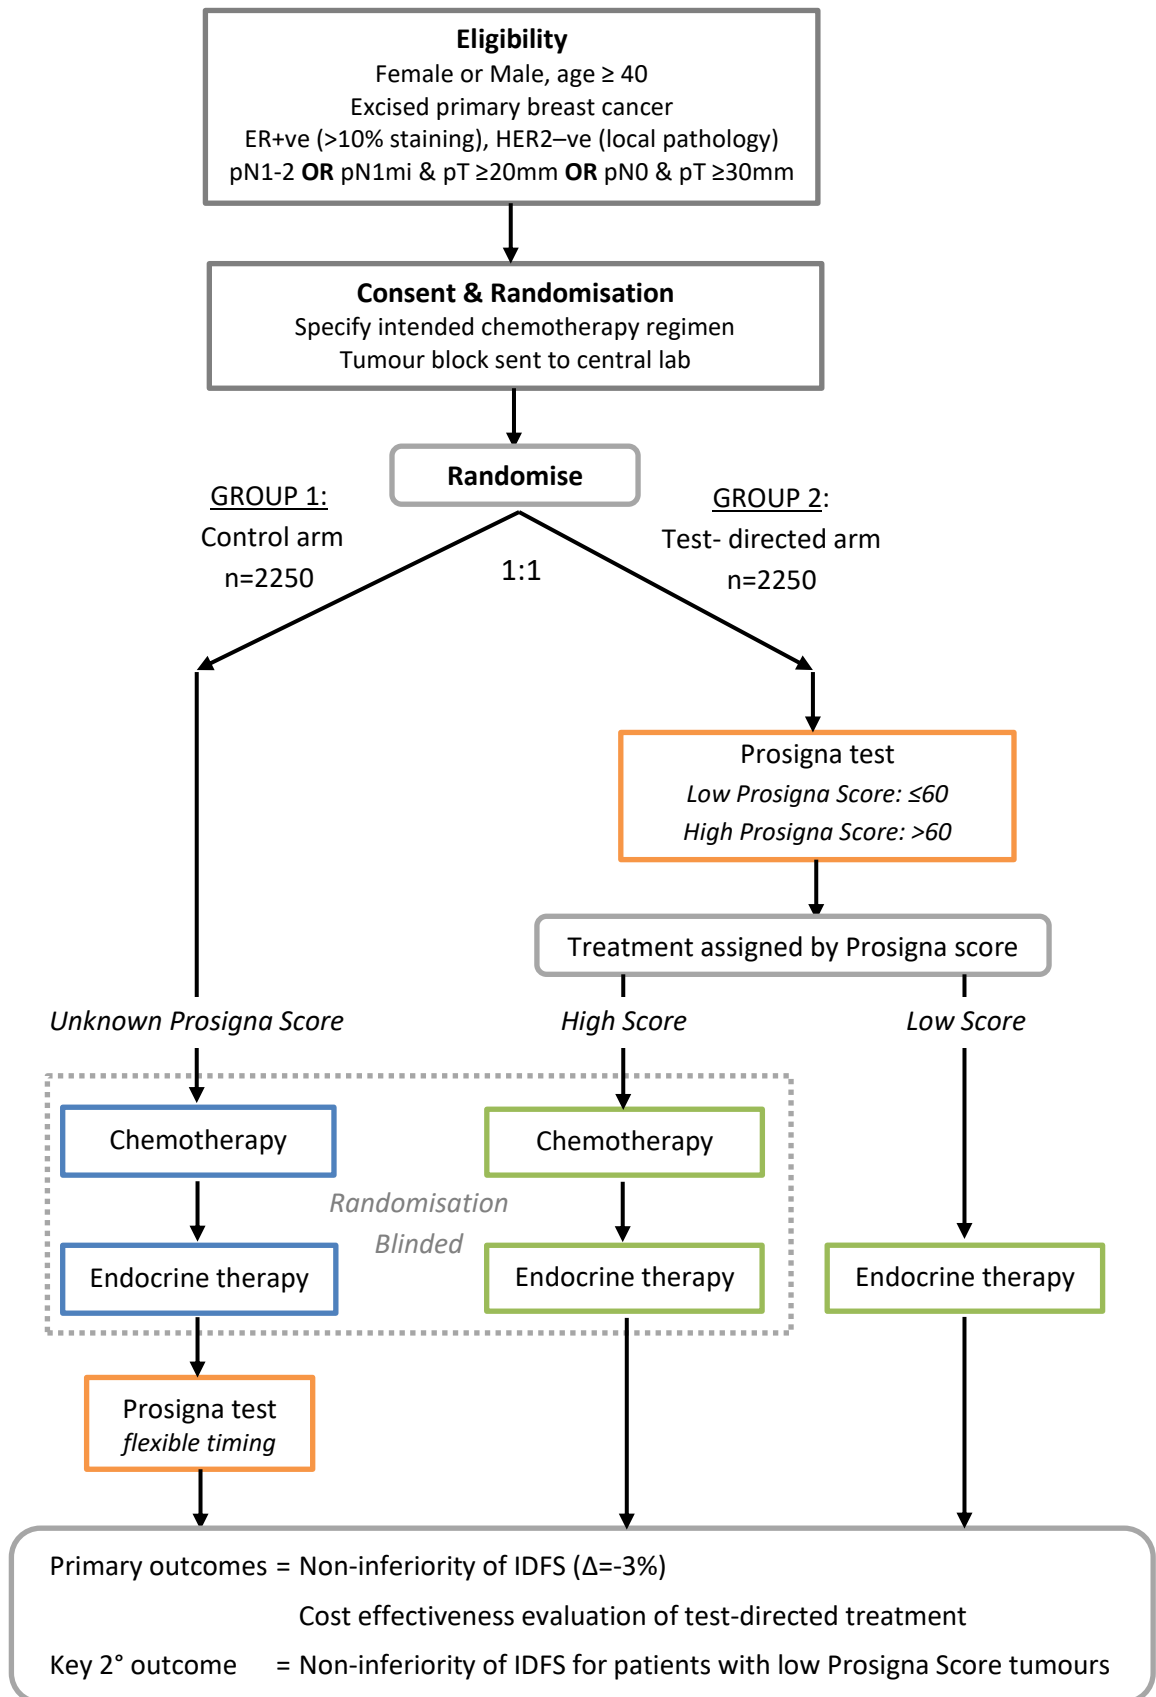 Eligibility
Female or Male, age ≥ 40
Excised primary breast cancer
ER+ve (>10% staining), HER2–ve (local pathology)
pN1-2 OR pN1mi & pT ≥20mm OR pN0 & pT ≥30mm
Consent & Randomisation
Specify intended chemotherapy regimen
Tumour block sent to central lab
Randomise
GROUP 1:
Control arm
n=2250
1:1
GROUP 2:
Test- directed arm
n=2250
Prosigna test
Low Prosigna Score: ≤60
High Prosigna Score: >60
Treatment assigned by Prosigna score
Unknown Prosigna Score
High Score
Low Score
Chemotherapy
Chemotherapy
Randomisation
Blinded
Endocrine therapy
Endocrine therapy
Endocrine therapy
Prosigna test
flexible timing
Primary outcomes = Non-inferiority of IDFS (Δ=-3%)
Cost effectiveness evaluation of test-directed treatment
Key 2° outcome = Non-inferiority of IDFS for patients with low Prosigna Score tumours